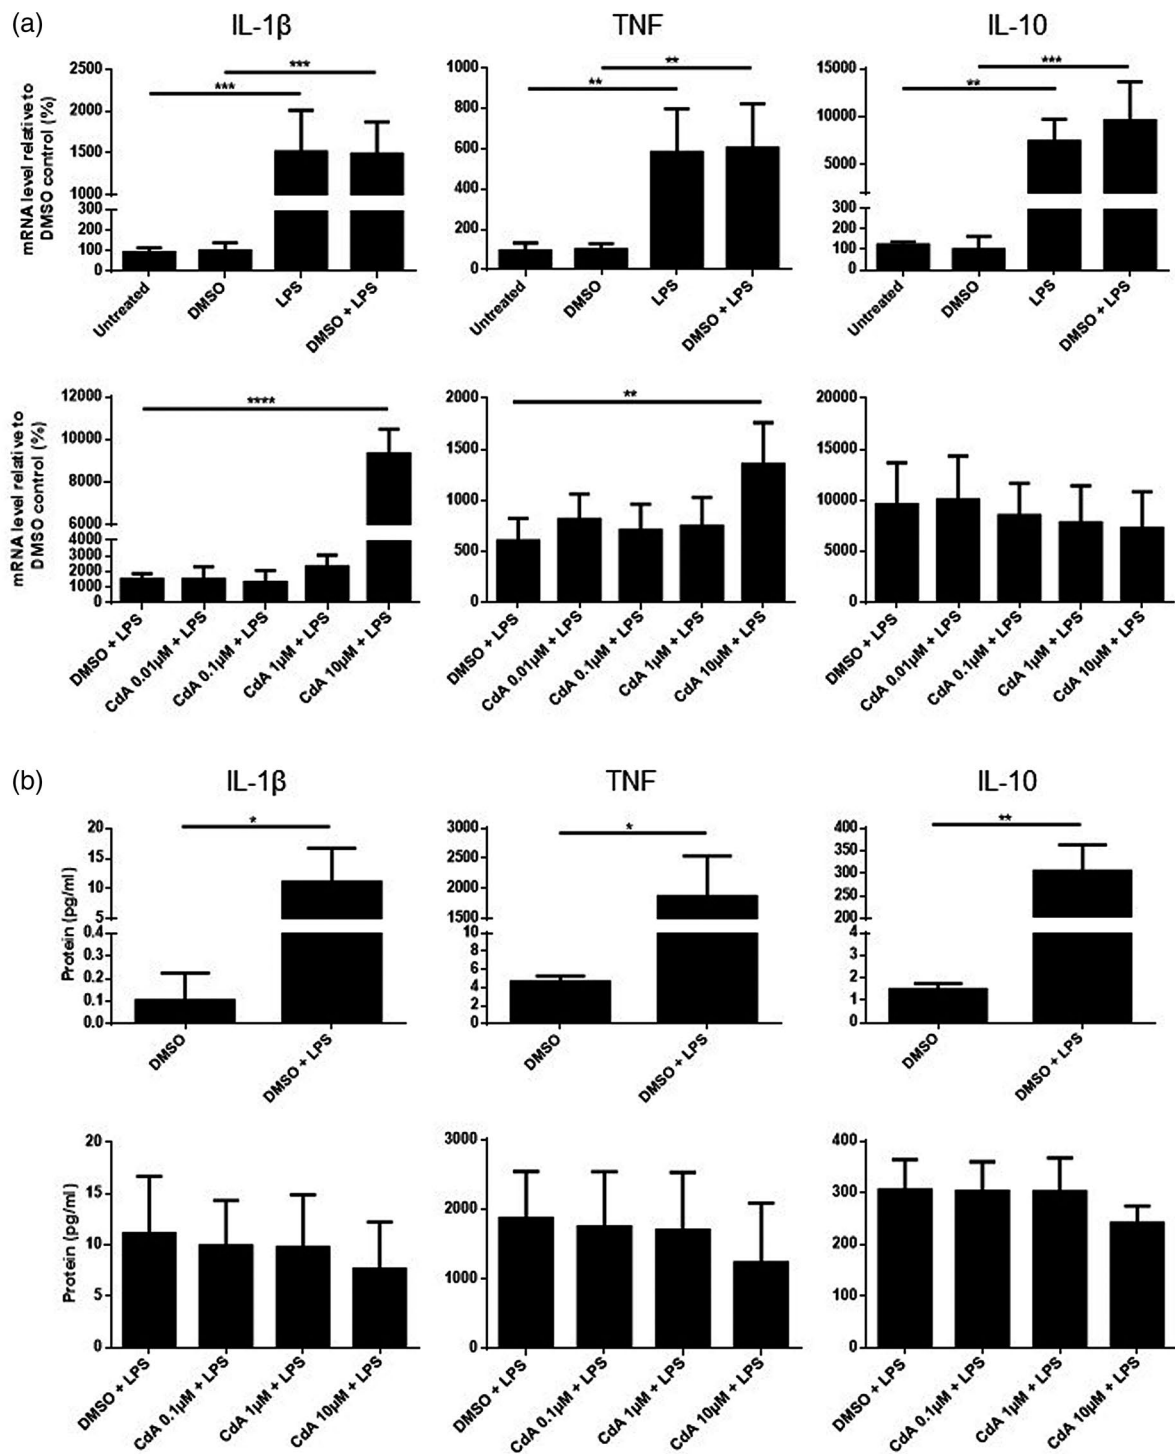 (a)
IL-1β TNF IL-10
mRNA level relative to
DMSO control (%)
2500
2000
1500
1000
300
200
100
0
***
***
Untreated
DMSO
LPS
DMSO + LPS
1000
800
600
400
200
0
**
**
Untreated
DMSO
LPS
DMSO + LPS
15000
10000
5000
300
200
100
0
***
**
Untreated
DMSO
LPS
DMSO + LPS
mRNA level relative to
DMSO control (%)
12000
10000
8000
6000
4000
3000
2000
1000
0
****
DMSO + LPS
CdA 0.01µM + LPS
CdA 0.1µM + LPS
CdA 1µM + LPS
CdA 10µM + LPS
2000
1500
1000
500
0
**
DMSO + LPS
CdA 0.01µM + LPS
CdA 0.1µM + LPS
CdA 1µM + LPS
CdA 10µM + LPS
20000
15000
10000
5000
0
DMSO + LPS
CdA 0.01µM + LPS
CdA 0.1µM + LPS
CdA 1µM + LPS
CdA 10µM + LPS
(b)
IL-1β TNF IL-10
Protein (pg/ml)
20
15
10
5
0.4
0.3
0.2
0.1
0.0
*
DMSO
DMSO + LPS
3000
2500
2000
1500
10
8
6
4
2
0
*
DMSO
DMSO + LPS
400
350
300
250
200
4
3
2
1
0
**
DMSO
DMSO + LPS
Protein (pg/ml)
20
15
10
5
0
DMSO + LPS
CdA 0.1µM + LPS
CdA 1µM + LPS
CdA 10µM + LPS
3000
2000
1000
0
DMSO + LPS
CdA 0.1µM + LPS
CdA 1µM + LPS
CdA 10µM + LPS
400
300
200
100
0
DMSO + LPS
CdA 0.1µM + LPS
CdA 1µM + LPS
CdA 10µM + LPS